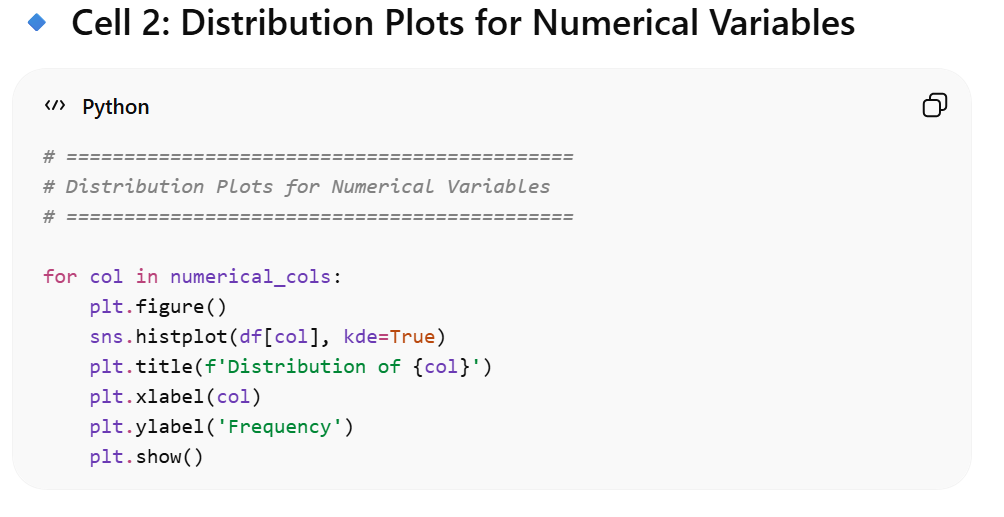 Cell 2: Distribution Plots for Numerical Variables
Python
# ============================================
# Distribution Plots for Numerical Variables
# ============================================
for col in numerical_cols:
    plt.figure()
    sns.histplot(df[col], kde=True)
    plt.title(f'Distribution of {col}')
    plt.xlabel(col)
    plt.ylabel('Frequency')
    plt.show()